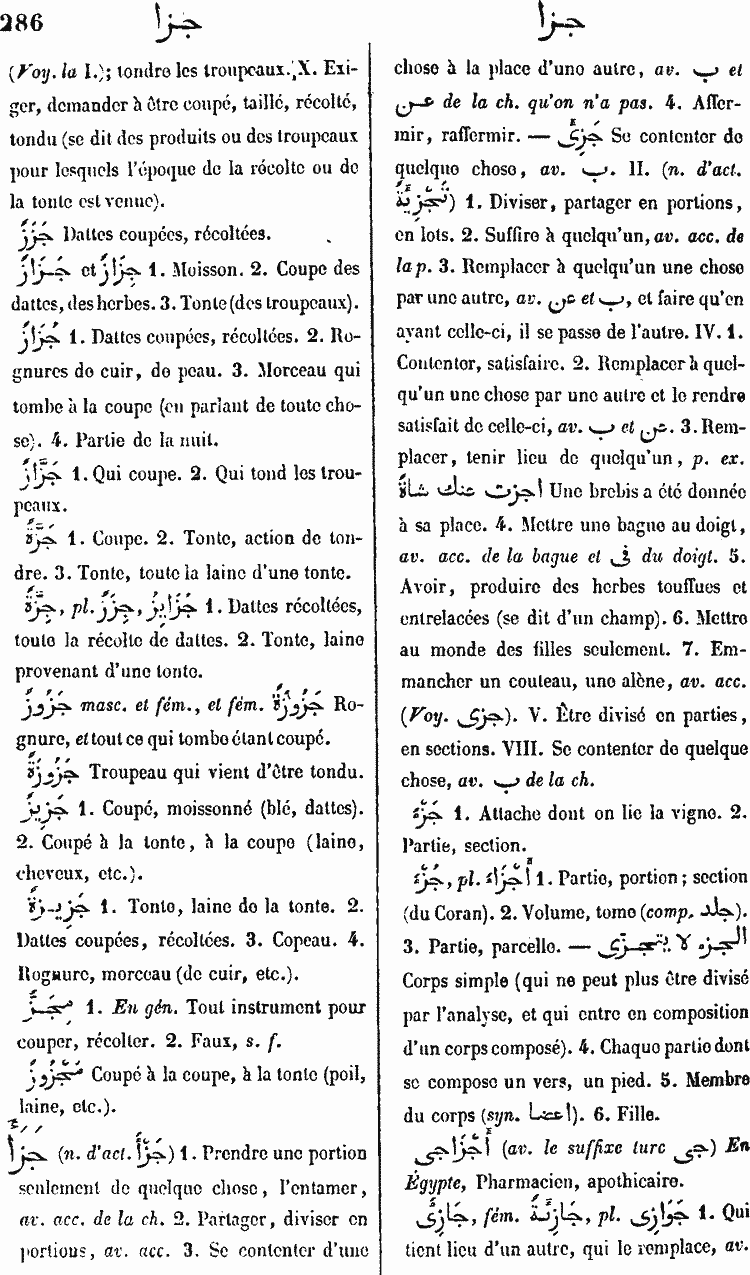 286
جزا
جزا
(Voy. la I.); tondre les troupeaux. X. Exi-
ger, demander à être coupé, taillé, récolté,
tondu (se dit des produits ou des troupeaux
pour lesquels l'époque de la récolte ou de
la tonte est venue).
جَزَزٌ Dattes coupées, récoltées.
جَزَازٌ et جِزَازٌ 1. Moisson. 2. Coupe des
dattes, des herbes. 3. Tonte (des troupeaux).
جُزَازٌ 1. Dattes coupées, récoltées. 2. Ro-
gnures de cuir, de peau. 3. Morceau qui
tombe à la coupe (en parlant de toute cho-
se). 4. Partie de la nuit.
جَزَّازٌ 1. Qui coupe. 2. Qui tond les trou-
peaux.
جَزَّةٌ 1. Coupe. 2. Tonte, action de ton-
dre. 3. Tonte, toute la laine d'une tonte.
جِزَّةٌ, pl. جِزَزٌ, جَزَايِزُ 1. Dattes récoltées,
toute la récolte de dattes. 2. Tonte, laine
provenant d'une tonte.
جَزُوزٌ masc. et fém., et fém. جَزُوزَةٌ Ro-
gnure, et tout ce qui tombe étant coupé.
جَزُوزَةٌ Troupeau qui vient d'être tondu.
جَزِيزٌ 1. Coupé, moissonné (blé, dattes).
2. Coupé à la tonte, à la coupe (laine,
cheveux, etc.).
جَزِيزَةٌ 1. Tonte, laine de la tonte. 2.
Dattes coupées, récoltées. 3. Copeau. 4.
Rognure, morceau (de cuir, etc.).
مِجَزٌّ 1. En gén. Tout instrument pour
couper, récolter. 2. Faux, s. f.
مَجْزُوزٌ Coupé à la coupe, à la tonte (poil,
laine, etc.).
جَزَأَ (n. d'act. جَزْأٌ) 1. Prendre une portion
seulement de quelque chose, l'entamer,
av. acc. de la ch. 2. Partager, diviser en
portions, av. acc. 3. Se contenter d'une
chose à la place d'une autre, av. ب et
عن de la ch. qu'on n'a pas. 4. Affer-
mir, raffermir. — جَزِئَ Se contenter de
quelque chose, av. ب. II. (n. d'act.
تَجْزِئَةٌ) 1. Diviser, partager en portions,
en lots. 2. Suffire à quelqu'un, av. acc. de
la p. 3. Remplacer à quelqu'un une chose
par une autre, av. عن et ب, et faire qu'en
ayant celle-ci, il se passe de l'autre. IV. 1.
Contenter, satisfaire. 2. Remplacer à quel-
qu'un une chose par une autre et le rendre
satisfait de celle-ci, av. ب et عن. 3. Rem-
placer, tenir lieu de quelqu'un, p. ex.
اجزت عنك شاةٌ Une brebis a été donnée
à sa place. 4. Mettre une bague au doigt,
av. acc. de la bague et فى du doigt. 5.
Avoir, produire des herbes touffues et
entrelacées (se dit d'un champ). 6. Mettre
au monde des filles seulement. 7. Em-
mancher un couteau, une alène, av. acc.
(Voy. جزى). V. Être divisé en parties,
en sections. VIII. Se contenter de quelque
chose, av. ب de la ch.
جَزْءٌ 1. Attache dont on lie la vigne. 2.
Partie, section.
جُزْءٌ, pl. أَجْزَاءٌ 1. Partie, portion; section
(du Coran). 2. Volume, tome (comp. جلد).
3. Partie, parcelle. — الجزء لا يتجزّى
Corps simple (qui ne peut plus être divisé
par l'analyse, et qui entre en composition
d'un corps composé). 4. Chaque partie dont
se compose un vers, un pied. 5. Membre
du corps (syn. اعضا). 6. Fille.
أَجْزَاجى (av. le suffixe turc جى) En
Égypte, Pharmacien, apothicaire.
جَازِئٌ, fém. جَازِئَةٌ, pl. جَوَازِئُ 1. Qui
tient lieu d'un autre, qui le remplace, av.